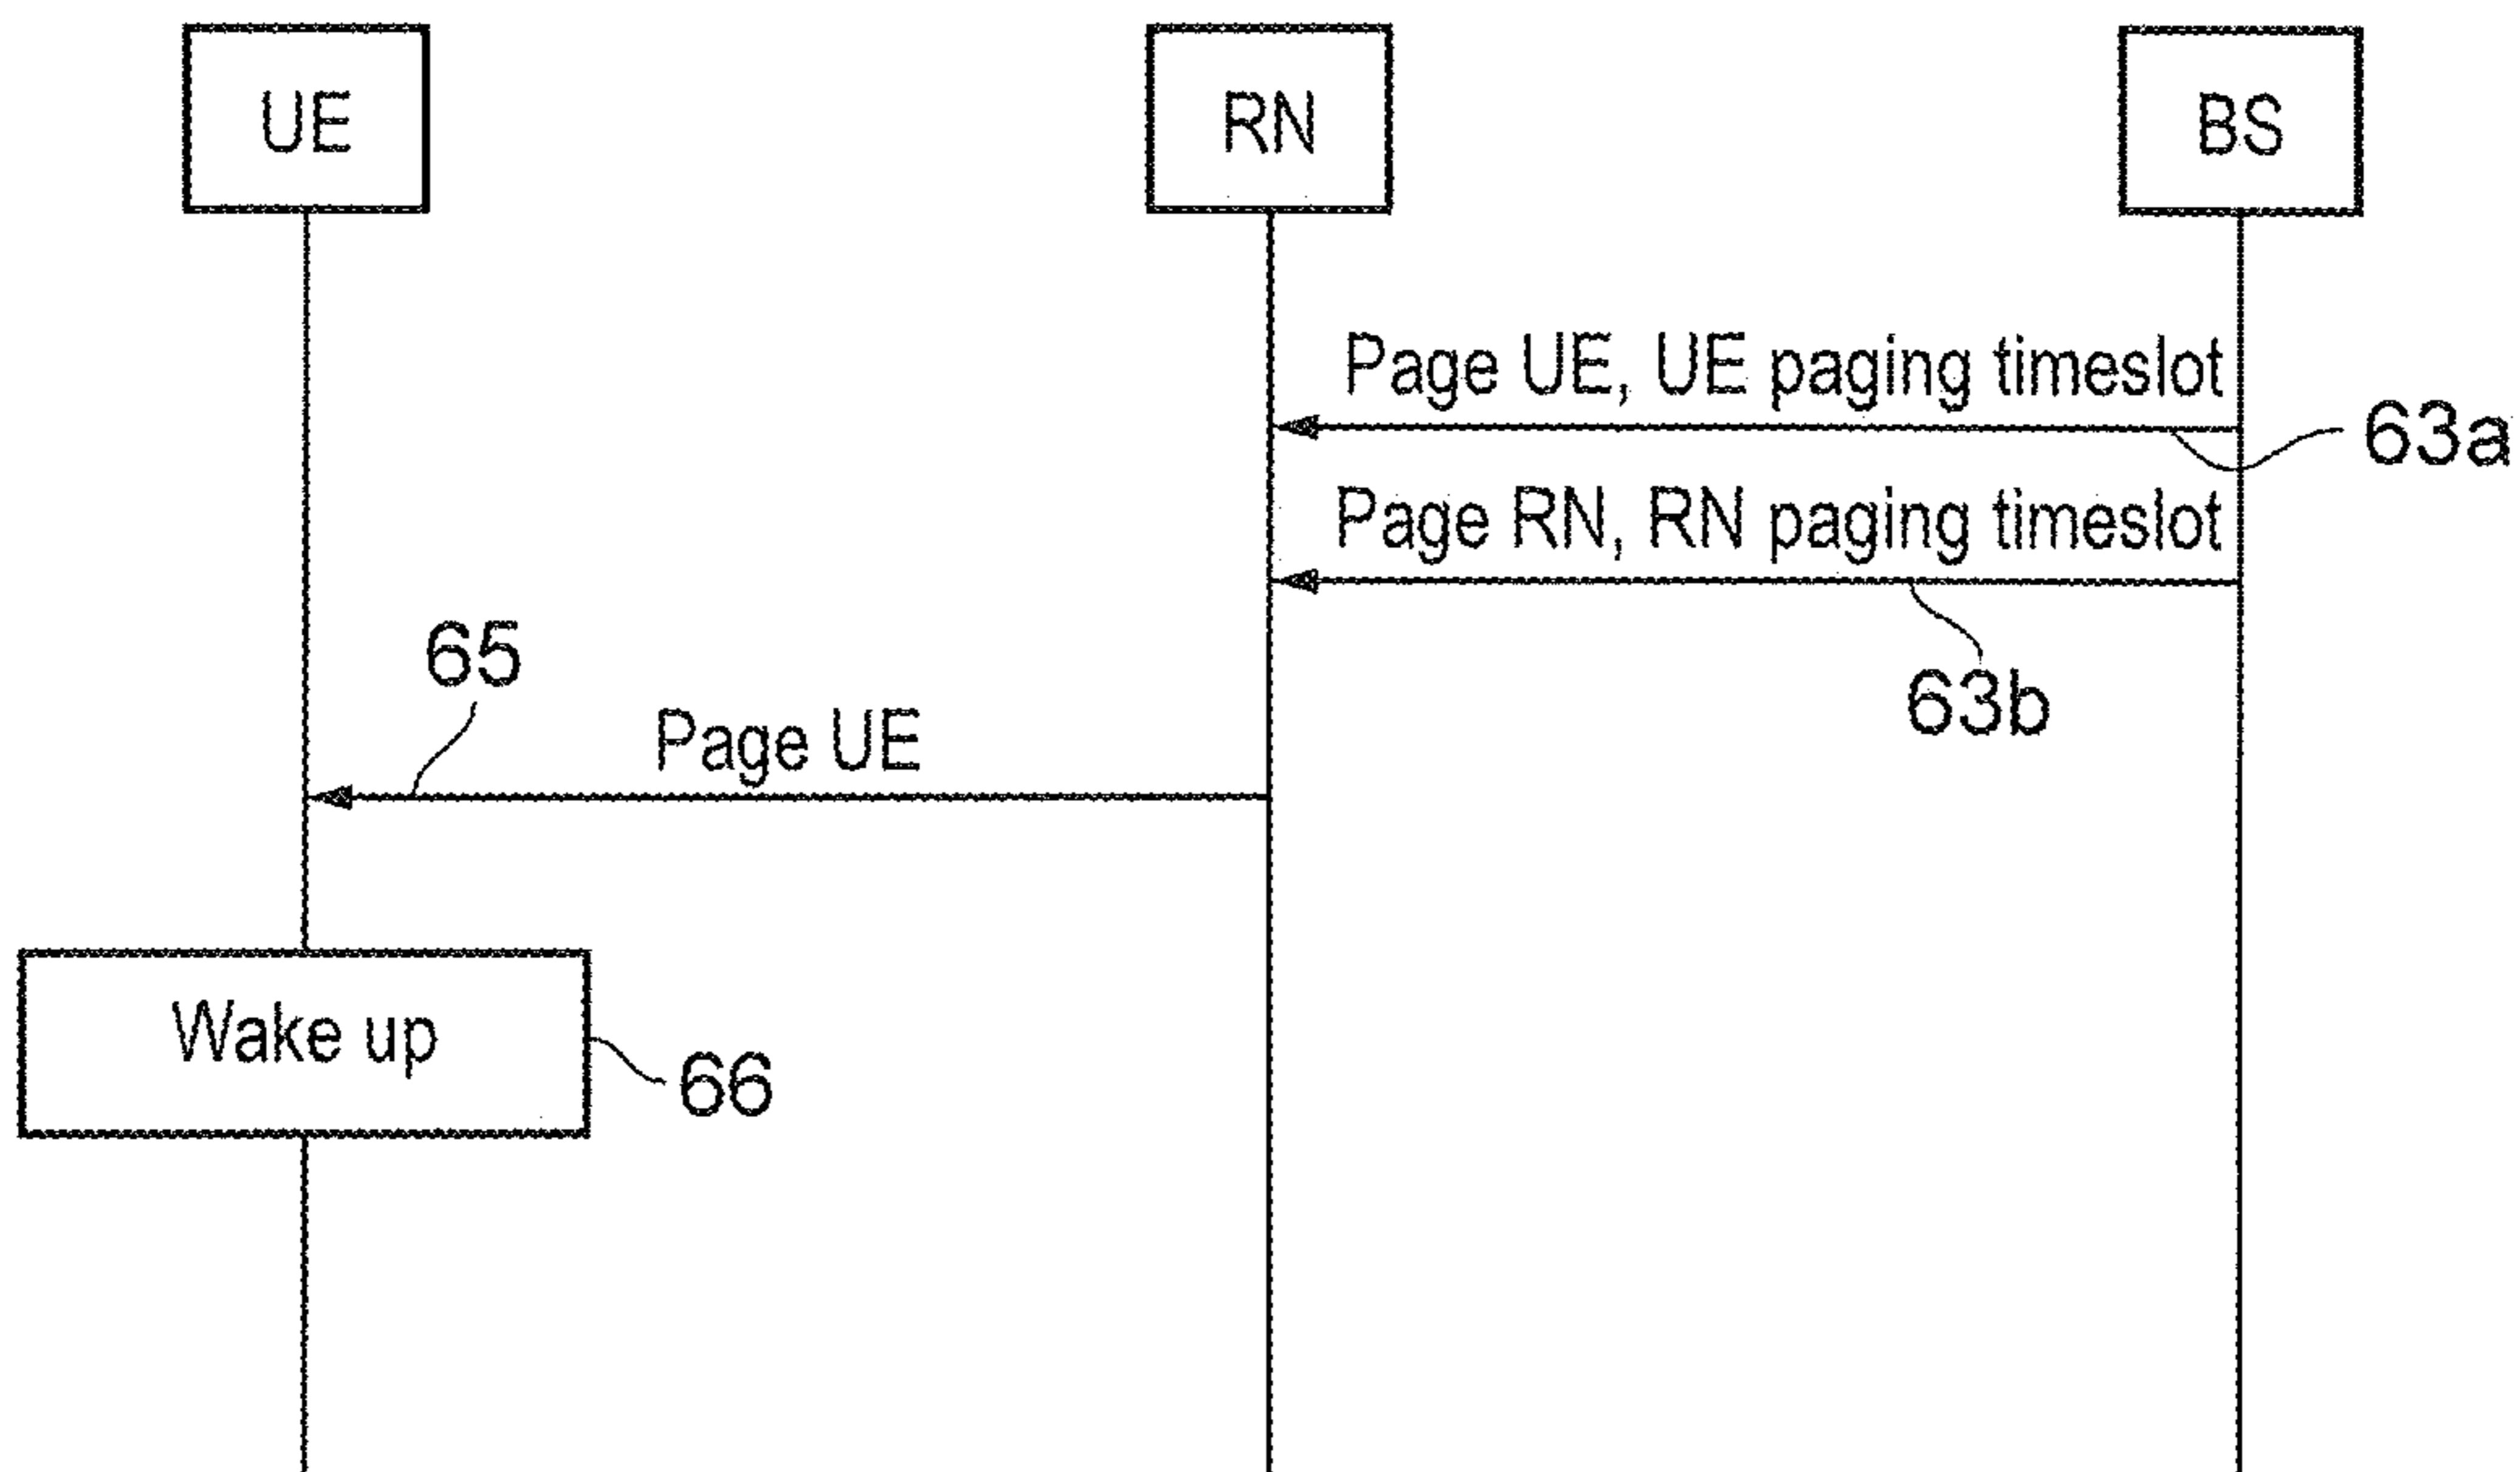 UE
RN
BS
Page UE, UE paging timeslot
63a
Page RN, RN paging timeslot
63b
65
Page UE
Wake up
66